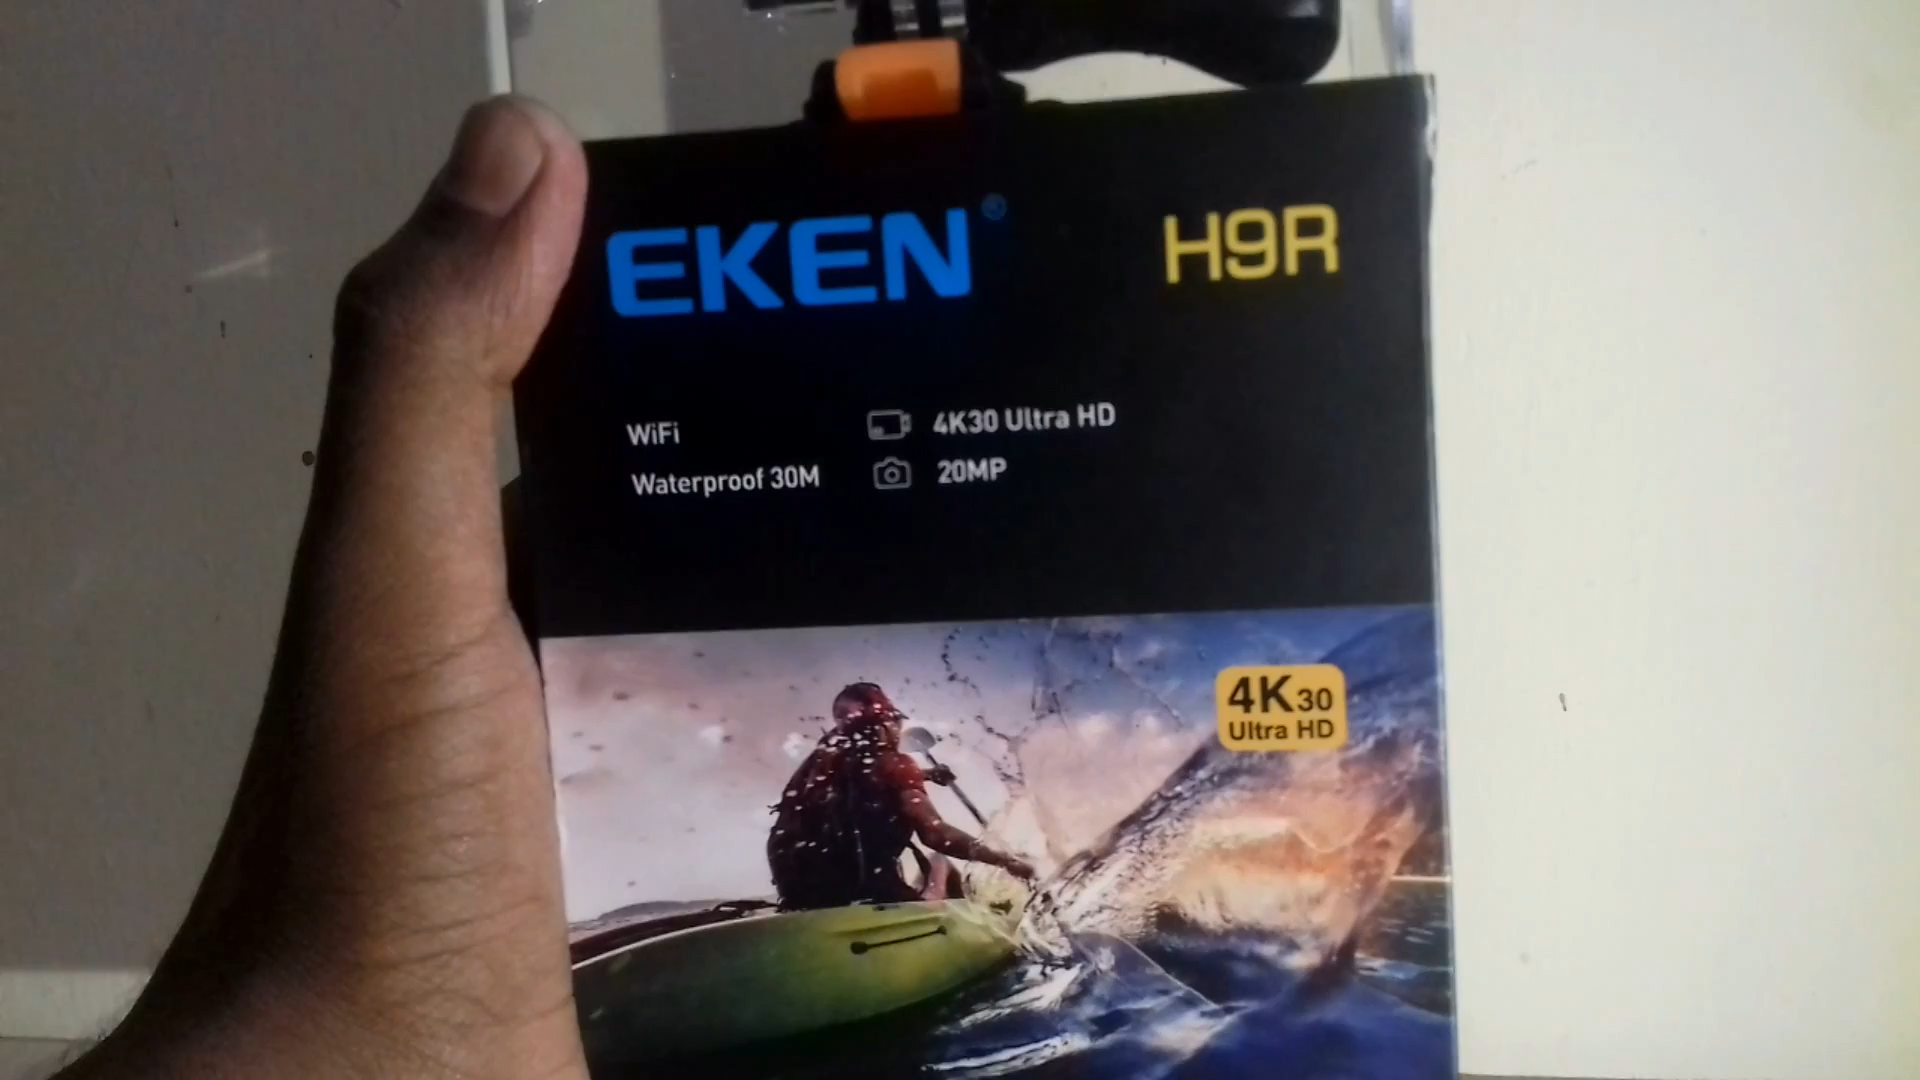 EKEN®
H9R
WiFi
4K30 Ultra HD
Waterproof 30M
20MP
4K30
Ultra HD